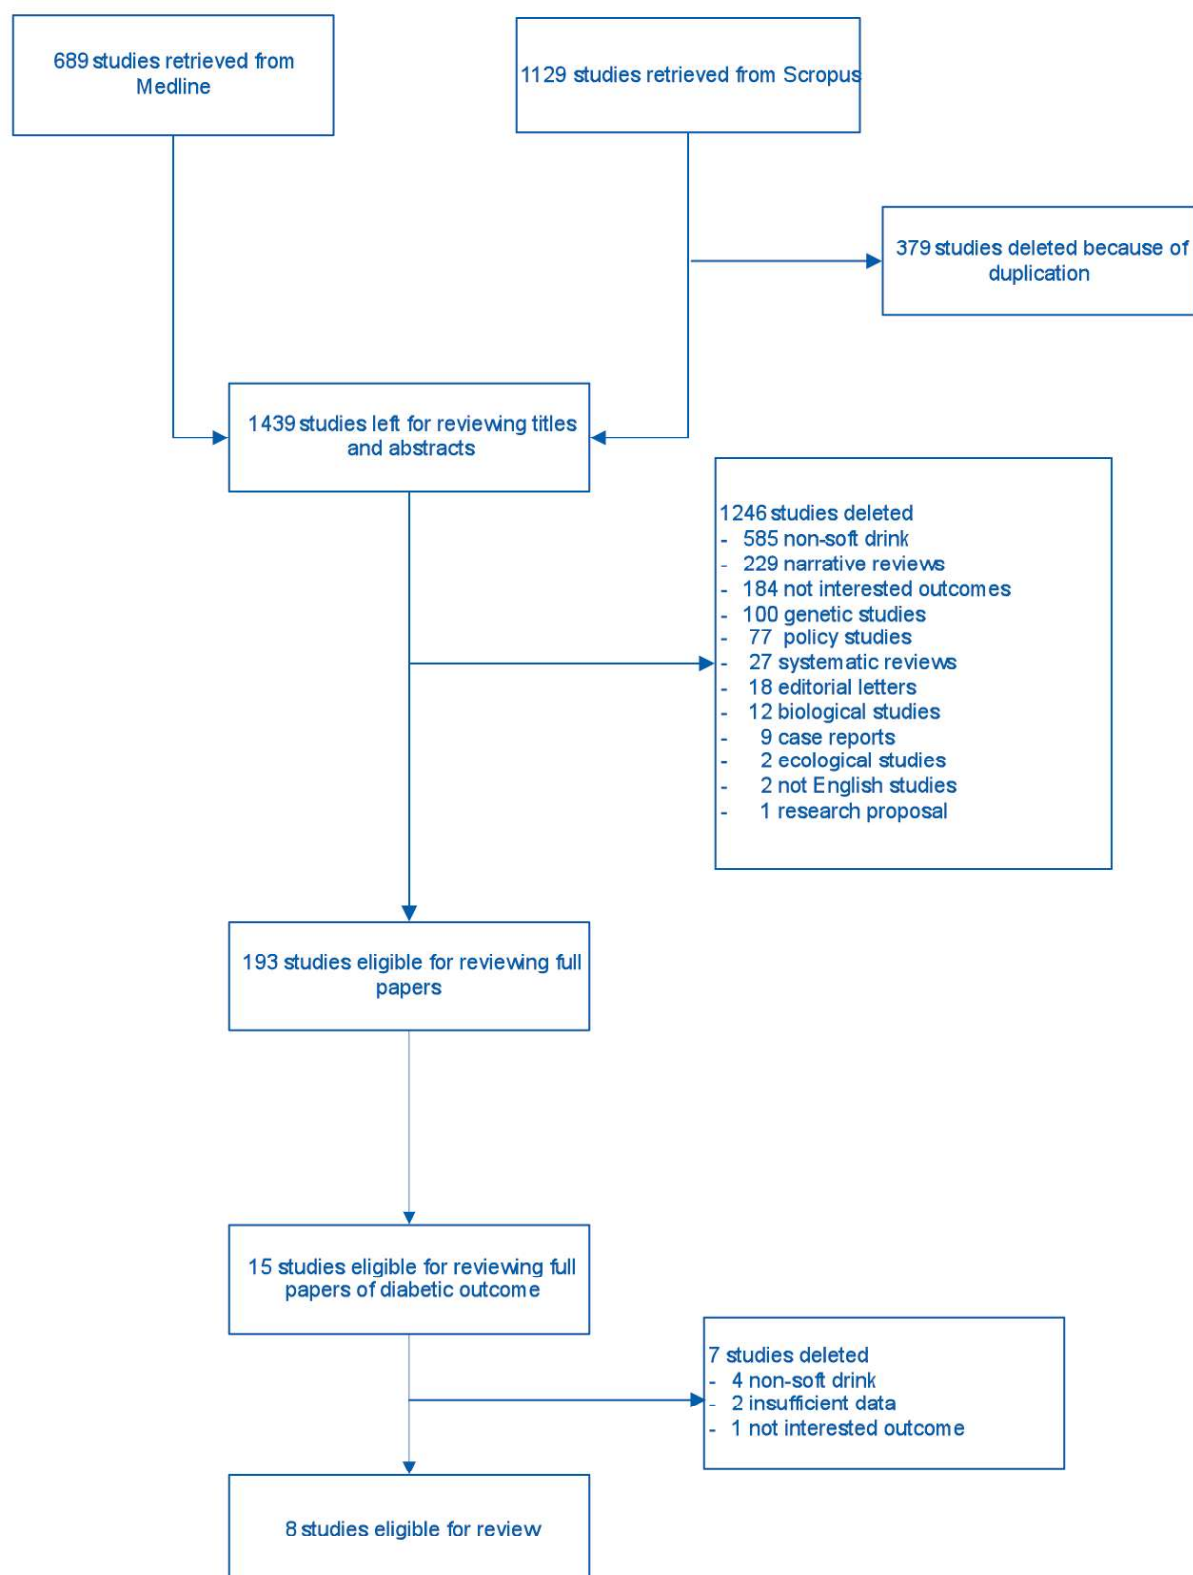 689 studies retrieved from
Medline
1129 studies retrieved from Scropus
379 studies deleted because of
duplication
1439 studies left for reviewing titles
and abstracts
1246 studies deleted
- 585 non-soft drink
- 229 narrative reviews
- 184 not interested outcomes
- 100 genetic studies
- 77 policy studies
- 27 systematic reviews
- 18 editorial letters
- 12 biological studies
- 9 case reports
- 2 ecological studies
- 2 not English studies
- 1 research proposal
193 studies eligible for reviewing full
papers
15 studies eligible for reviewing full
papers of diabetic outcome
7 studies deleted
- 4 non-soft drink
- 2 insufficient data
- 1 not interested outcome
8 studies eligible for review